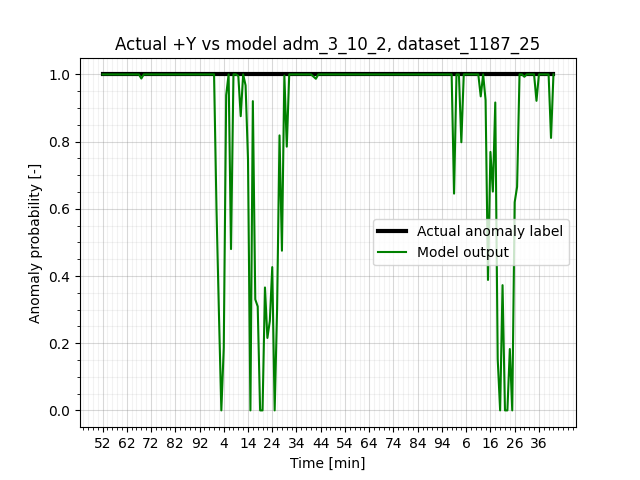 Actual +Y vs model adm_3_10_2, dataset_1187_25
Anomaly probability [-]
1.0
0.8
0.6
0.4
0.2
0.0
Actual anomaly label
Model output
52 62 72 82 92 4 14 24 34 44 54 64 74 84 94 6 16 26 36
Time [min]